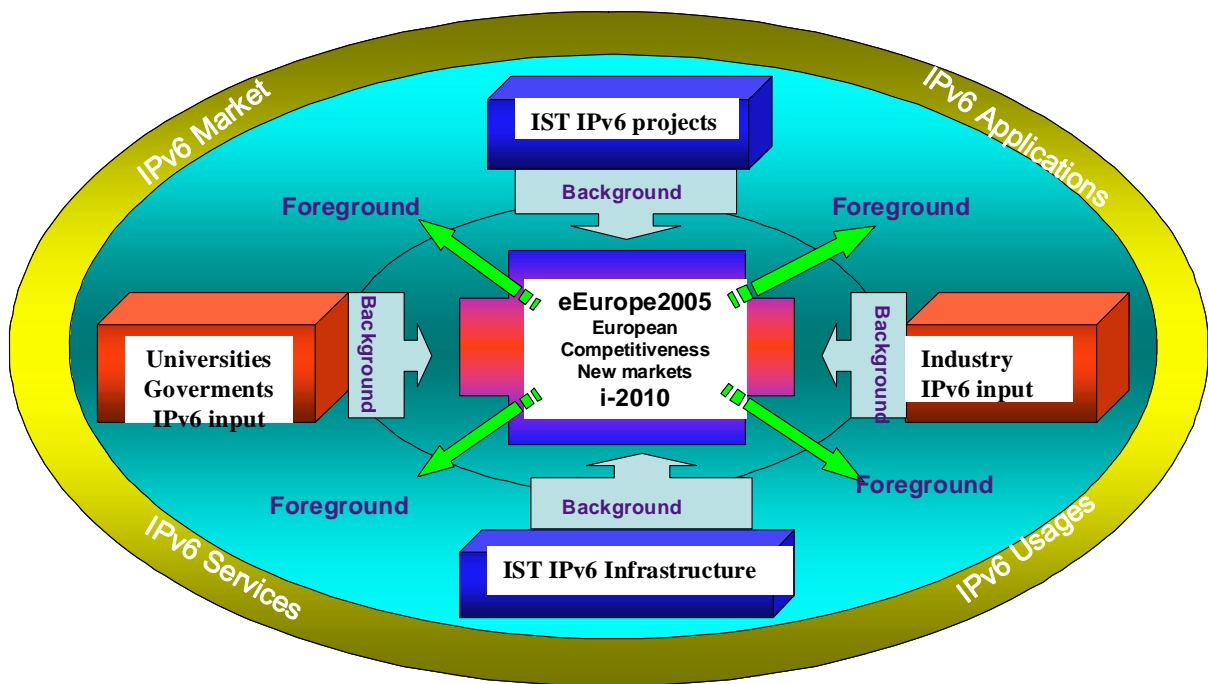 IPv6 Market
IPv6 Applications
IST IPv6 projects
Background
Foreground
Foreground
Universities
Goverments
IPv6 input
Background
eEurope2005
European
Competitiveness
New markets
i-2010
Background
Industry
IPv6 input
Foreground
Foreground
Background
IST IPv6 Infrastructure
IPv6 Services
IPv6 Usages